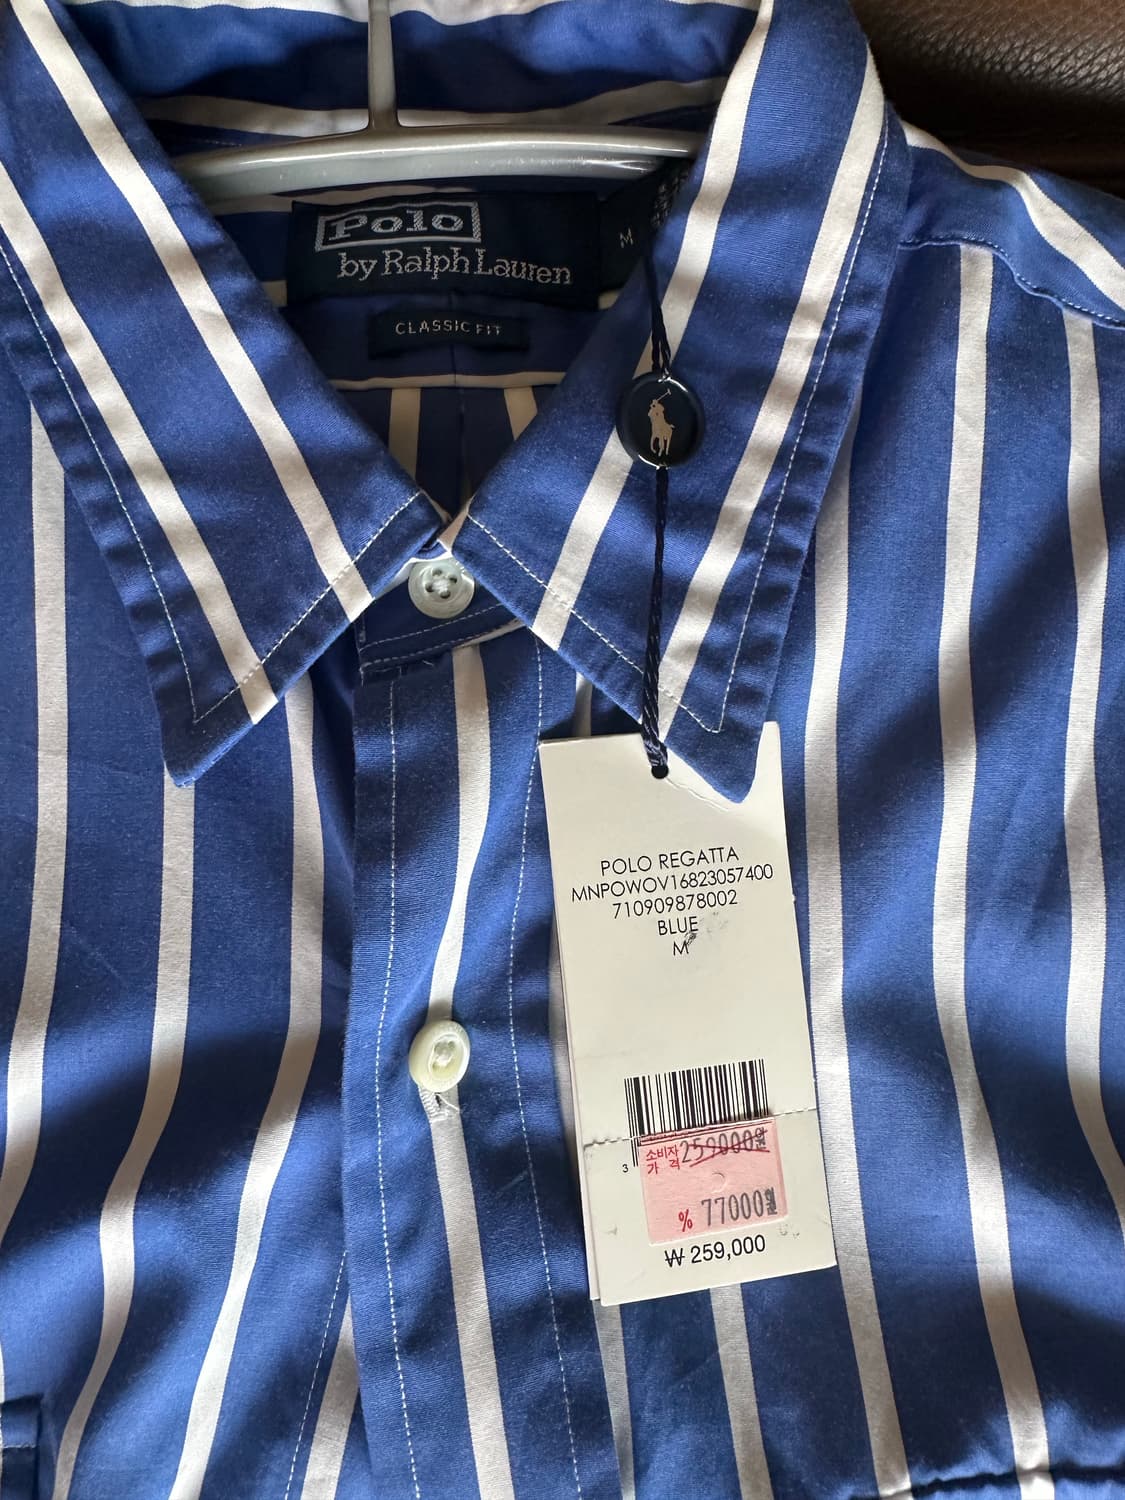 Polo
by Ralph Lauren
M
CLASSIC FIT
POLO REGATTA
MNPOWOV16823057400
710909878002
BLUE
M
3
소비자 259000원
가 격
% 77000원
₩ 259,000